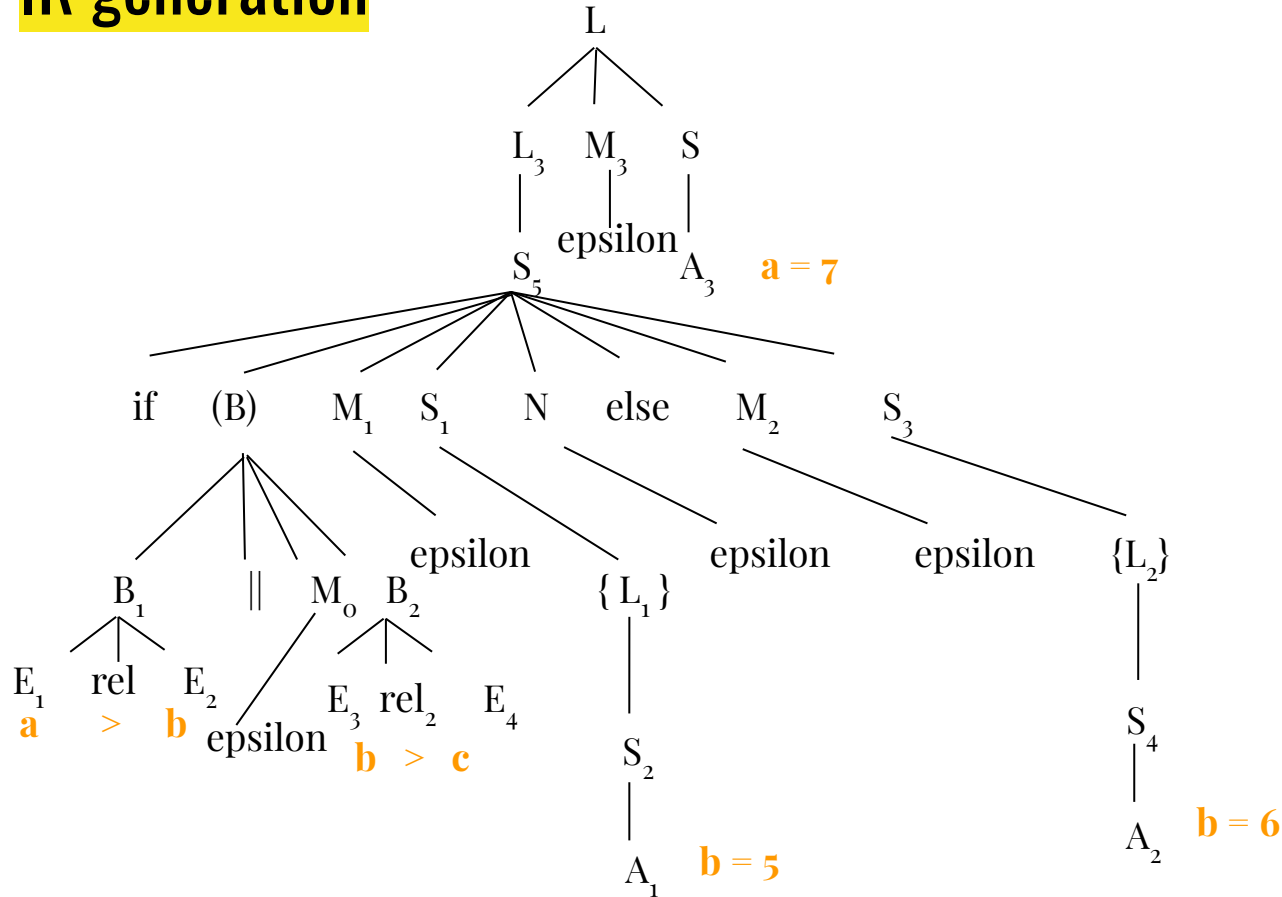 IR generation
L
L₃ M₃ S
epsilon
S₅ A₃ a = 7
if (B) M₁ S₁ N else M₂ S₃
epsilon epsilon epsilon {L₂}
B₁ || M₀ B₂ { L₁ }
E₁ rel E₂ E₃ rel₂ E₄
a > b epsilon b > c
S₂ S₄
A₁ b = 5 A₂ b = 6